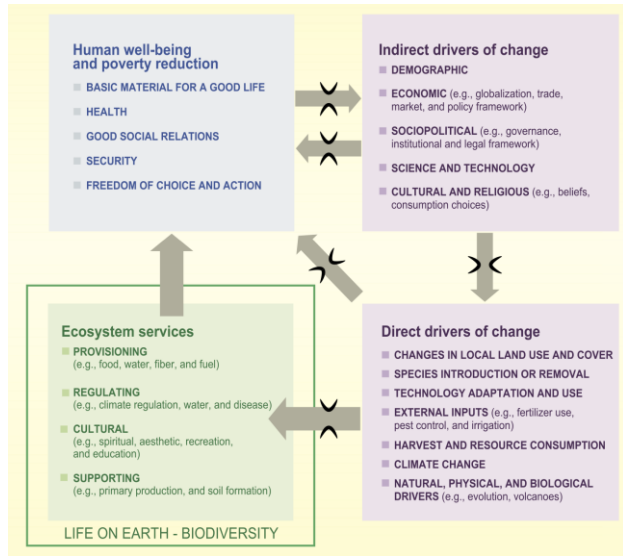 Human well-being
and poverty reduction
BASIC MATERIAL FOR A GOOD LIFE
HEALTH
GOOD SOCIAL RELATIONS
SECURITY
FREEDOM OF CHOICE AND ACTION
Indirect drivers of change
DEMOGRAPHIC
ECONOMIC (e.g., globalization, trade,
market, and policy framework)
SOCIOPOLITICAL (e.g., governance,
institutional and legal framework)
SCIENCE AND TECHNOLOGY
CULTURAL AND RELIGIOUS (e.g., beliefs,
consumption choices)
Ecosystem services
PROVISIONING
(e.g., food, water, fiber, and fuel)
REGULATING
(e.g., climate regulation, water, and disease)
CULTURAL
(e.g., spiritual, aesthetic, recreation,
and education)
SUPPORTING
(e.g., primary production, and soil formation)
LIFE ON EARTH - BIODIVERSITY
Direct drivers of change
CHANGES IN LOCAL LAND USE AND COVER
SPECIES INTRODUCTION OR REMOVAL
TECHNOLOGY ADAPTATION AND USE
EXTERNAL INPUTS (e.g., fertilizer use,
pest control, and irrigation)
HARVEST AND RESOURCE CONSUMPTION
CLIMATE CHANGE
NATURAL, PHYSICAL, AND BIOLOGICAL
DRIVERS (e.g., evolution, volcanoes)